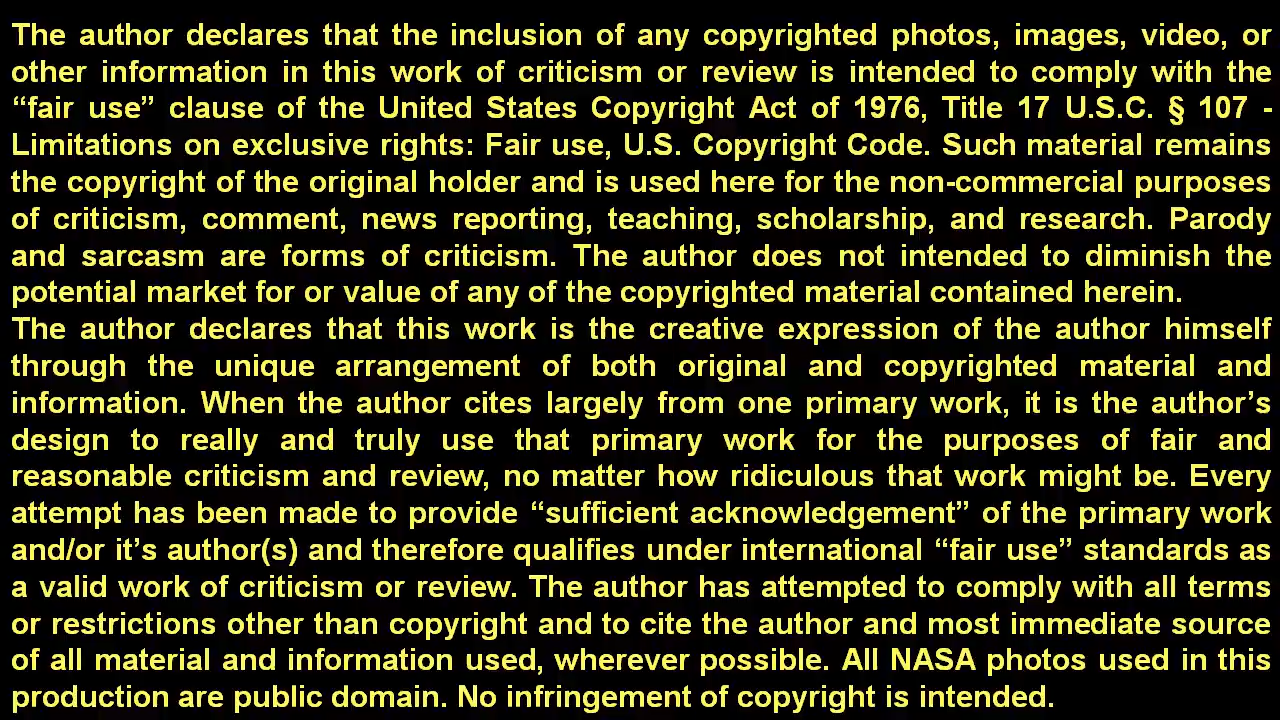 The author declares that the inclusion of any copyrighted photos, images, video, or
other information in this work of criticism or review is intended to comply with the
“fair use” clause of the United States Copyright Act of 1976, Title 17 U.S.C. § 107 -
Limitations on exclusive rights: Fair use, U.S. Copyright Code. Such material remains
the copyright of the original holder and is used here for the non-commercial purposes
of criticism, comment, news reporting, teaching, scholarship, and research. Parody
and sarcasm are forms of criticism. The author does not intended to diminish the
potential market for or value of any of the copyrighted material contained herein.
The author declares that this work is the creative expression of the author himself
through the unique arrangement of both original and copyrighted material and
information. When the author cites largely from one primary work, it is the author’s
design to really and truly use that primary work for the purposes of fair and
reasonable criticism and review, no matter how ridiculous that work might be. Every
attempt has been made to provide “sufficient acknowledgement” of the primary work
and/or it’s author(s) and therefore qualifies under international “fair use” standards as
a valid work of criticism or review. The author has attempted to comply with all terms
or restrictions other than copyright and to cite the author and most immediate source
of all material and information used, wherever possible. All NASA photos used in this
production are public domain. No infringement of copyright is intended.